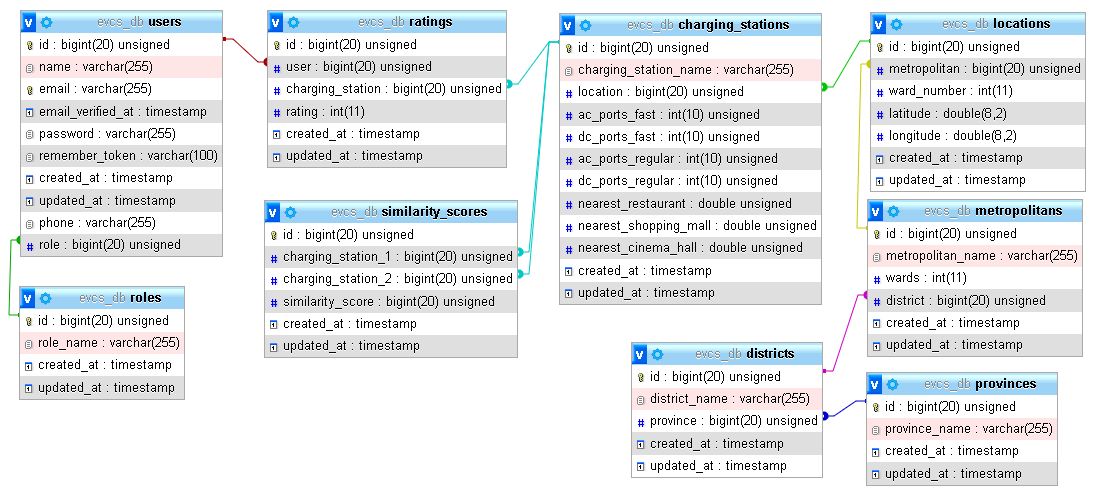 evcs_db users
id : bigint(20) unsigned
name : varchar(255)
email : varchar(255)
email_verified_at : timestamp
password : varchar(255)
remember_token : varchar(100)
created_at : timestamp
updated_at : timestamp
phone : varchar(255)
role : bigint(20) unsigned
evcs_db roles
id : bigint(20) unsigned
role_name : varchar(255)
created_at : timestamp
updated_at : timestamp
evcs_db ratings
id : bigint(20) unsigned
user : bigint(20) unsigned
charging_station : bigint(20) unsigned
rating : int(11)
created_at : timestamp
updated_at : timestamp
evcs_db similarity_scores
id : bigint(20) unsigned
charging_station_1 : bigint(20) unsigned
charging_station_2 : bigint(20) unsigned
similarity_score : bigint(20) unsigned
created_at : timestamp
updated_at : timestamp
evcs_db charging_stations
id : bigint(20) unsigned
charging_station_name : varchar(255)
location : bigint(20) unsigned
ac_ports_fast : int(10) unsigned
dc_ports_fast : int(10) unsigned
ac_ports_regular : int(10) unsigned
dc_ports_regular : int(10) unsigned
nearest_restaurant : double unsigned
nearest_shopping_mall : double unsigned
nearest_cinema_hall : double unsigned
created_at : timestamp
updated_at : timestamp
evcs_db locations
id : bigint(20) unsigned
metropolitan : bigint(20) unsigned
ward_number : int(11)
latitude : double(8,2)
longitude : double(8,2)
created_at : timestamp
updated_at : timestamp
evcs_db metropolitans
id : bigint(20) unsigned
metropolitan_name : varchar(255)
wards : int(11)
district : bigint(20) unsigned
created_at : timestamp
updated_at : timestamp
evcs_db districts
id : bigint(20) unsigned
district_name : varchar(255)
province : bigint(20) unsigned
created_at : timestamp
updated_at : timestamp
evcs_db provinces
id : bigint(20) unsigned
province_name : varchar(255)
created_at : timestamp
updated_at : timestamp